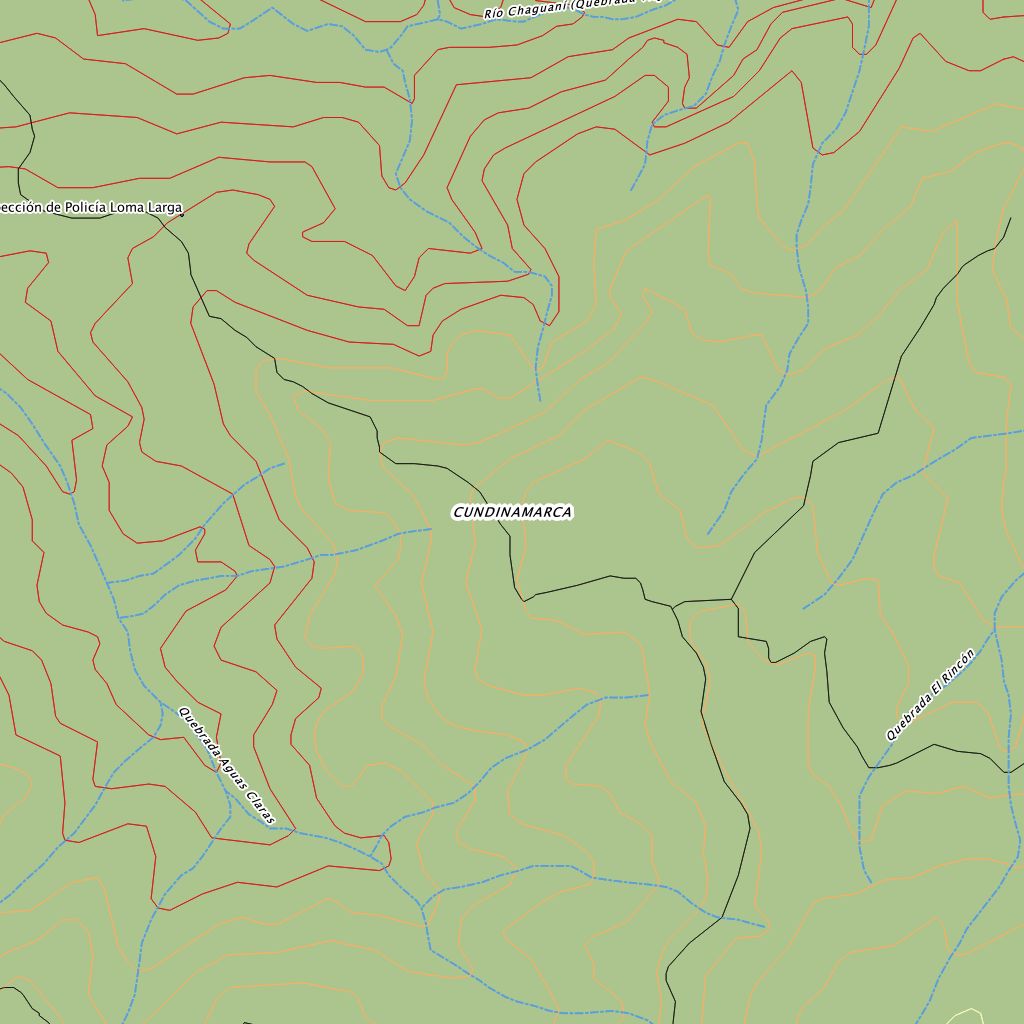 Río Chaguaní (Quebrada
ección de Policía Loma Larga
CUNDINAMARCA
Quebrada El Rincón
Quebrada Aguas Claras